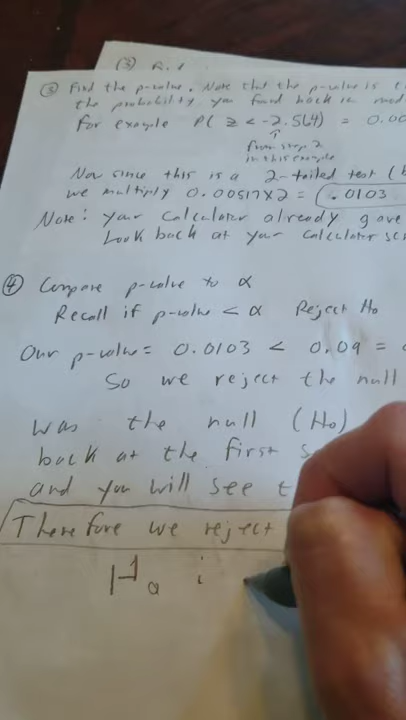 (3)
③ Find the p-value. Note that the p-value is
the probability you found back in
For example P( z < -2.564) = 0.00
from step 2
in this example
Now since this is a 2-tailed test (
we multiply 0.00517x2 = (.0103
Note: your calculator already gave
Look back at your calculator
④ Compare p-value to α
Recall if p-value < α Reject Ho
Our p-value = 0.0103 < 0.09 =
So we reject the null
Was the null (Ho)
back at the first s
and you will see t
Therefore we reject
Ha i